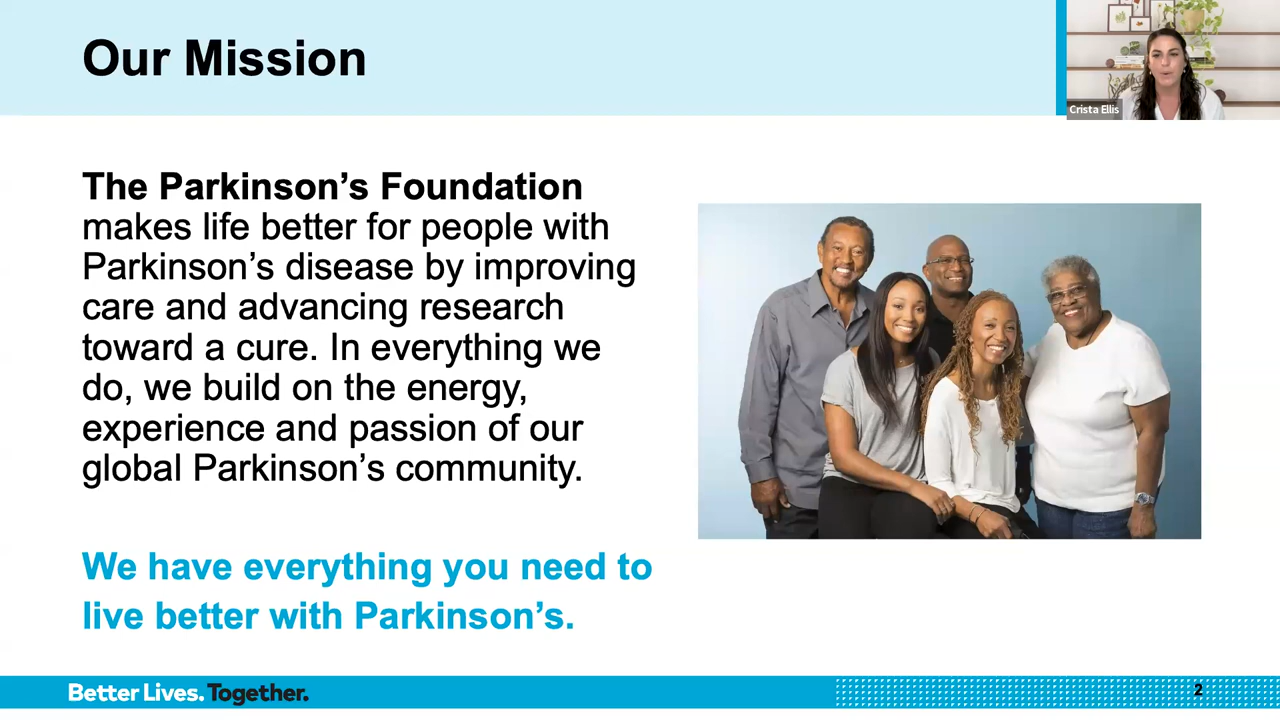 Our Mission
Crista Ellis
The Parkinson’s Foundation
makes life better for people with
Parkinson’s disease by improving
care and advancing research
toward a cure. In everything we
do, we build on the energy,
experience and passion of our
global Parkinson’s community.
We have everything you need to
live better with Parkinson’s.
Better Lives. Together.
2